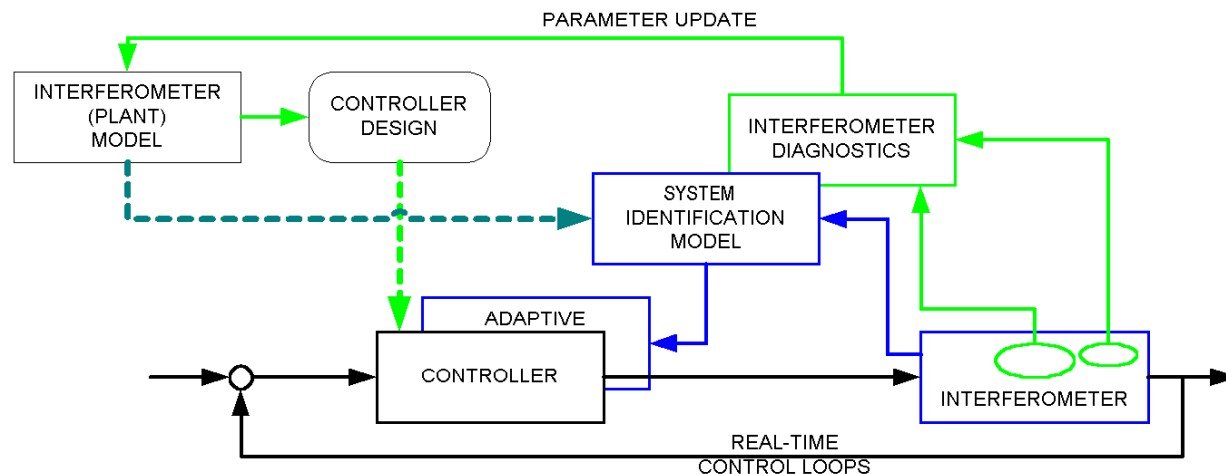 PARAMETER UPDATE
INTERFEROMETER
(PLANT)
MODEL
CONTROLLER
DESIGN
INTERFEROMETER
DIAGNOSTICS
SYSTEM
IDENTIFICATION
MODEL
ADAPTIVE
CONTROLLER
INTERFEROMETER
REAL-TIME
CONTROL LOOPS